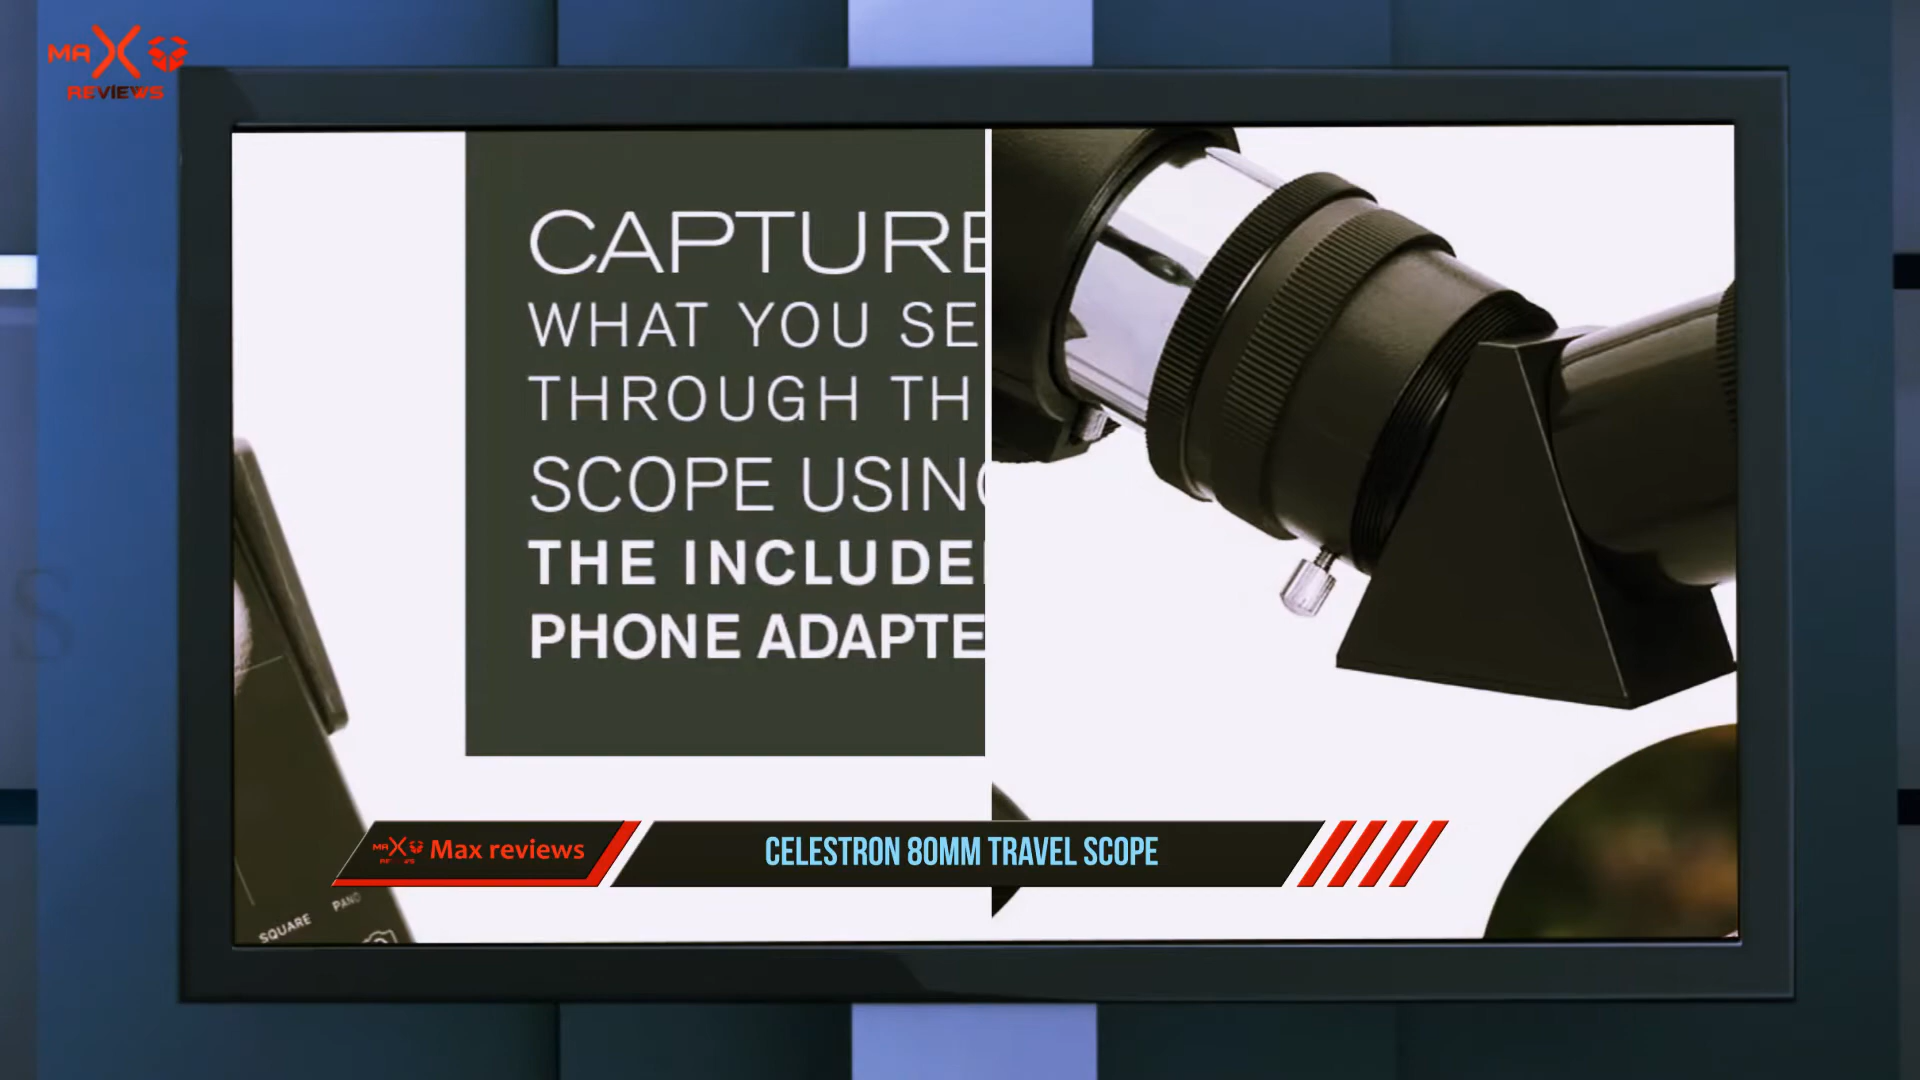 MAX
REVIEWS
CAPTURE
WHAT YOU SE
THROUGH TH
SCOPE USING
THE INCLUDE
PHONE ADAPTE
Max reviews
CELESTRON 80MM TRAVEL SCOPE
SQUARE PANO